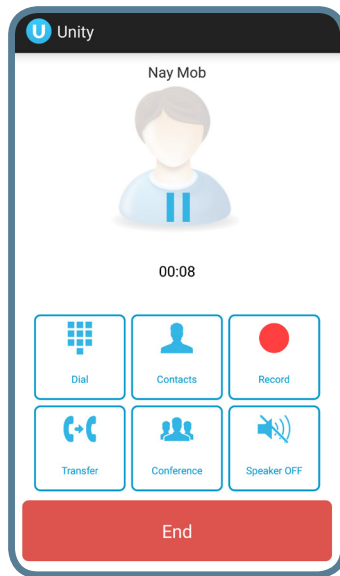 U Unity
Nay Mob
00:08
Dial Contacts Record
Transfer Conference Speaker OFF
End